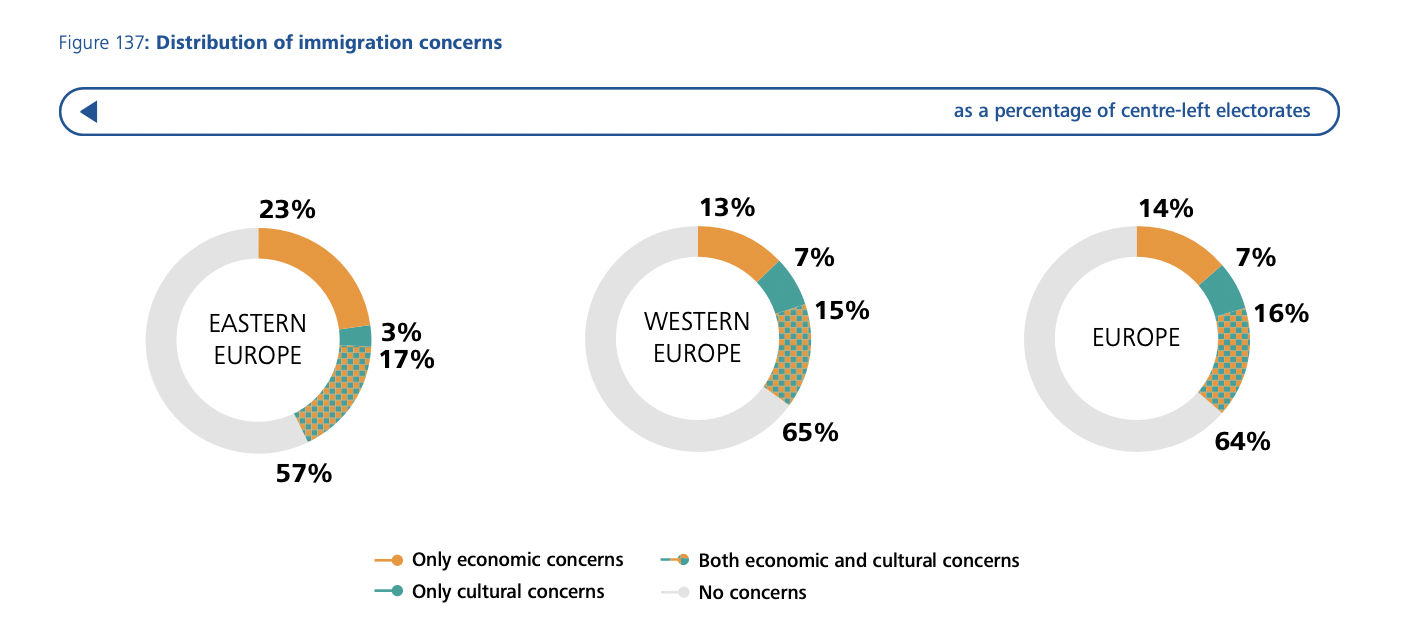 Figure 137: Distribution of immigration concerns
as a percentage of centre-left electorates
23%
3%
17%
57%
EASTERN
EUROPE
13%
7%
15%
65%
WESTERN
EUROPE
14%
7%
16%
64%
EUROPE
Only economic concerns
Both economic and cultural concerns
Only cultural concerns
No concerns